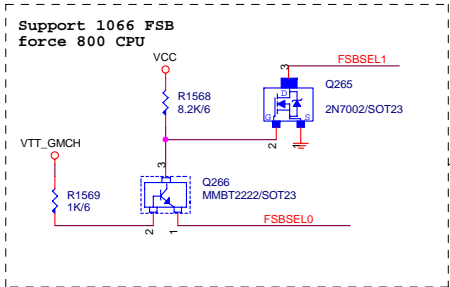 Support 1066 FSB
force 800 CPU
VCC
FSBSEL1
3
Q265
R1568
8.2K/6
D
G
S
2N7002/SOT23
2
1
VTT_GMCH
3
Q266
MMBT2222/SOT23
R1569
1K/6
FSBSEL0
2
1